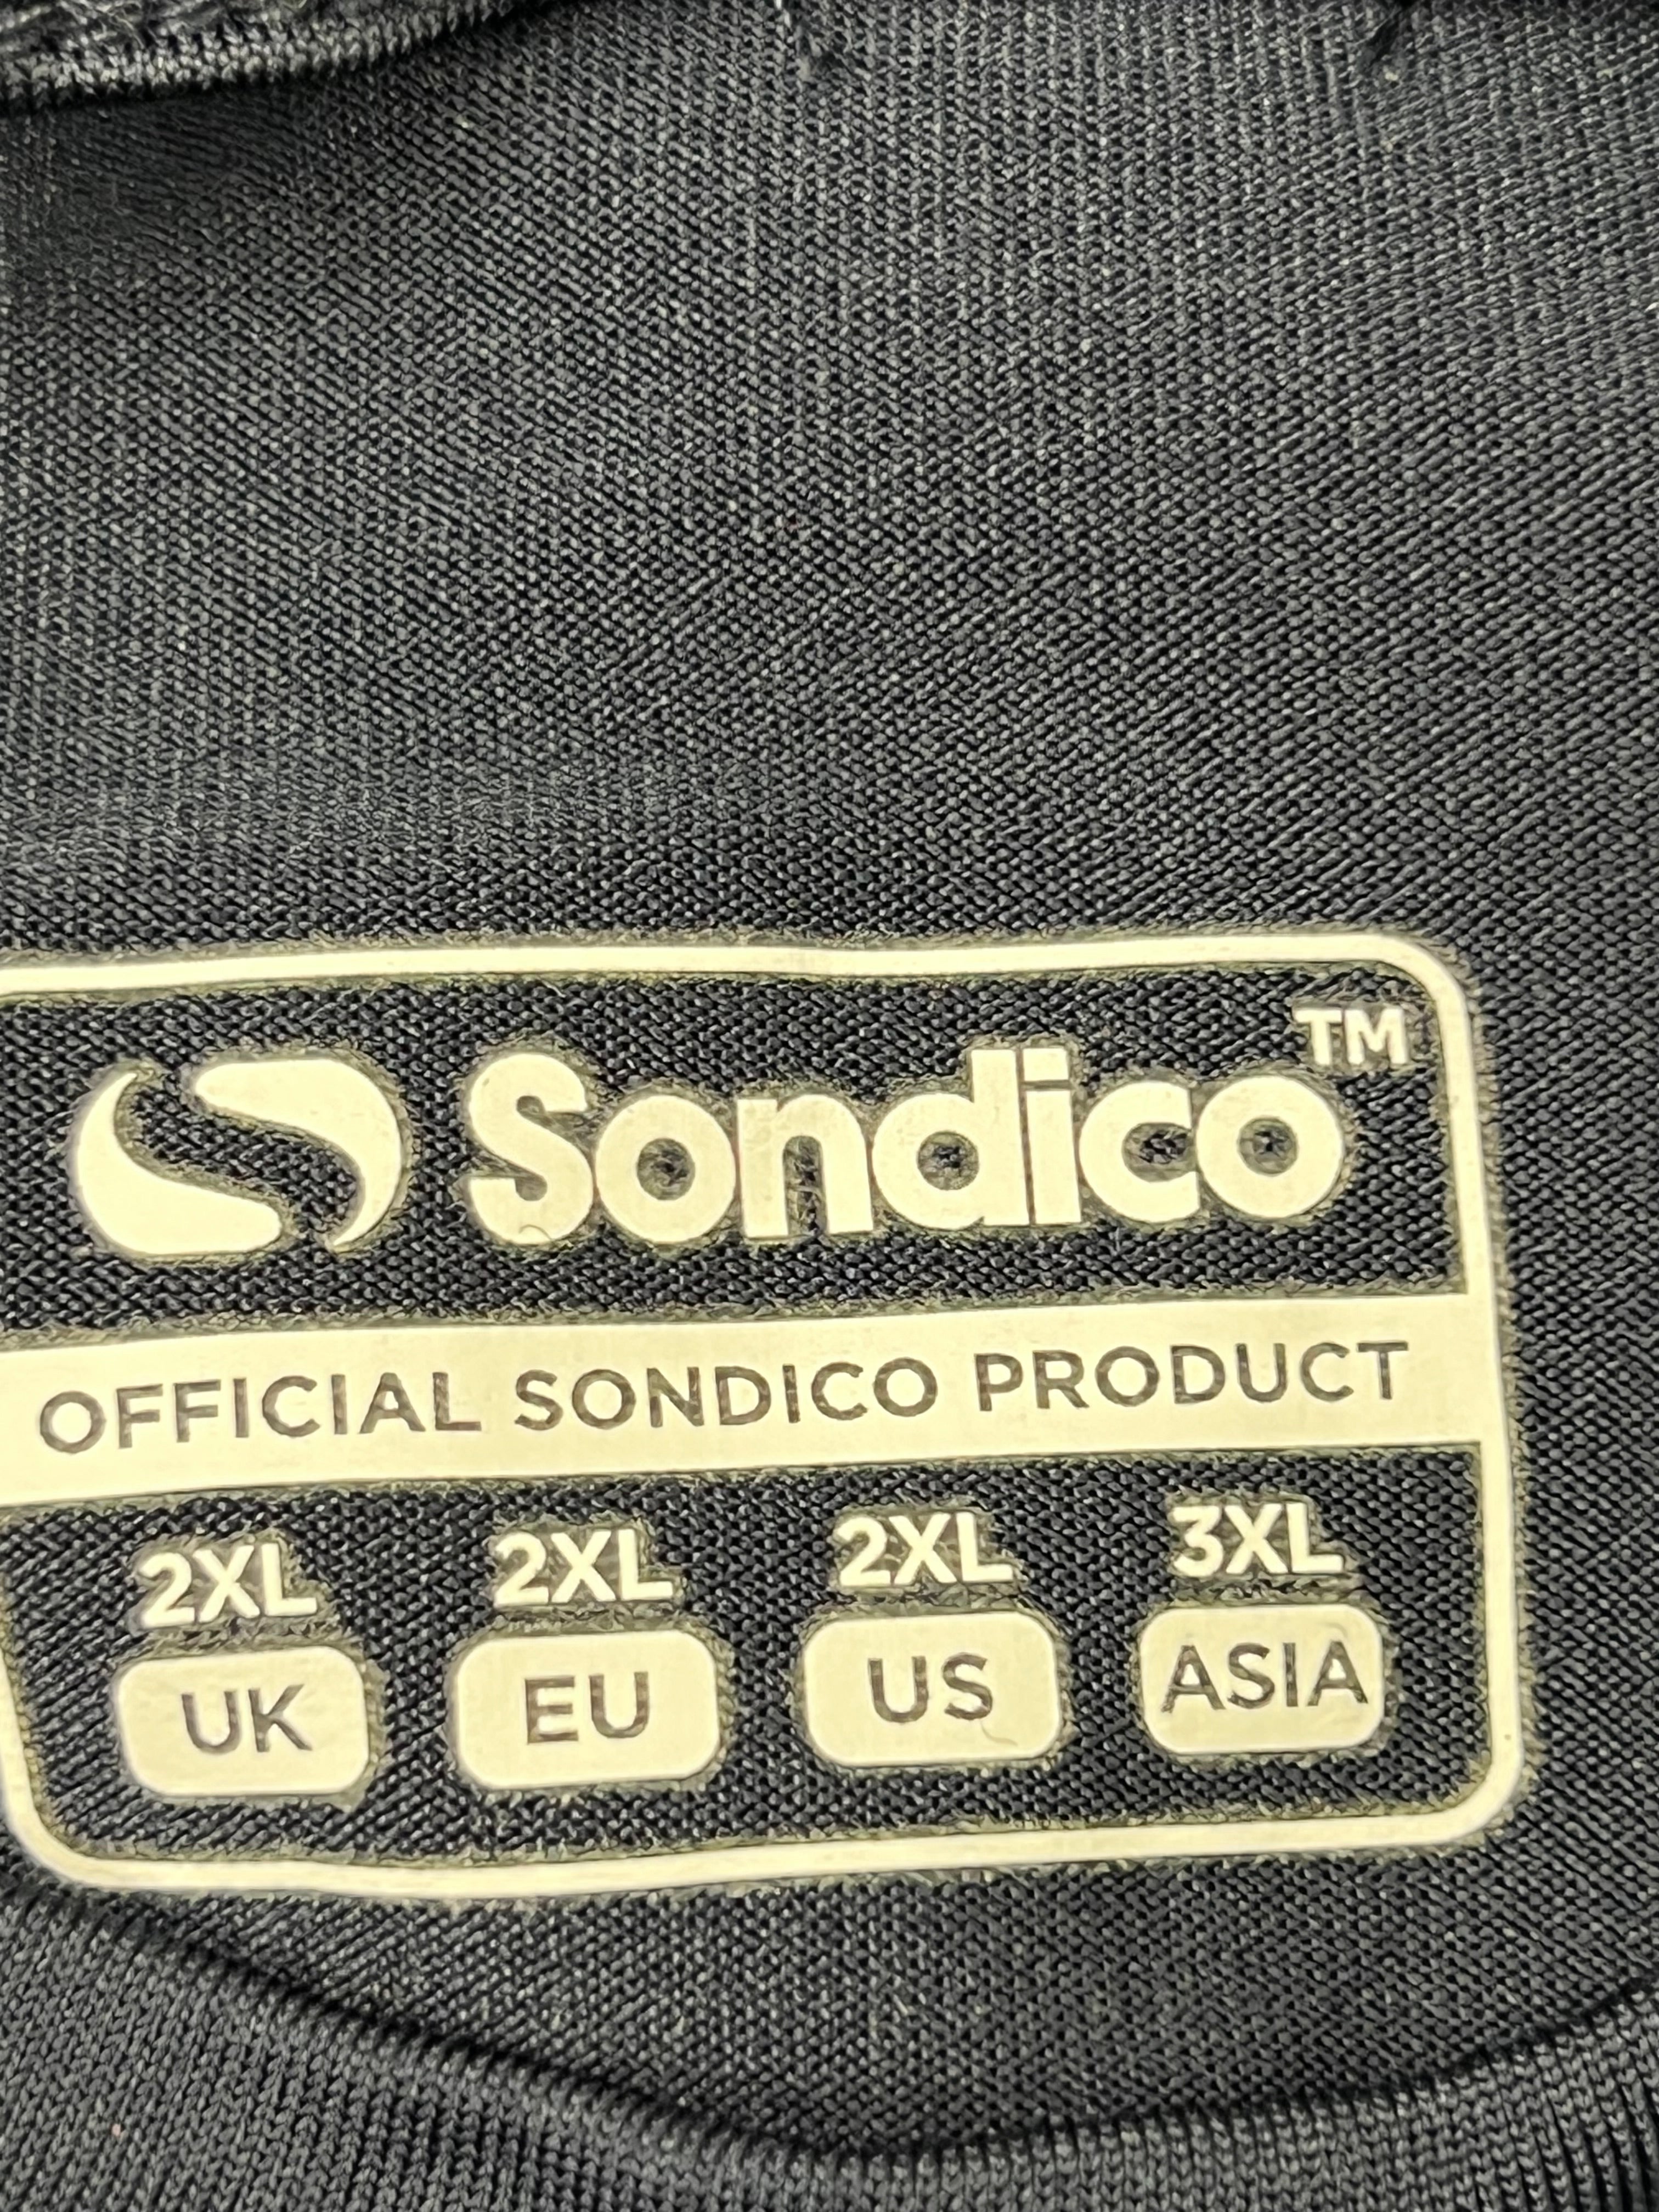 Sondico™
OFFICIAL SONDICO PRODUCT
2XL 2XL 2XL 3XL
UK EU US ASIA